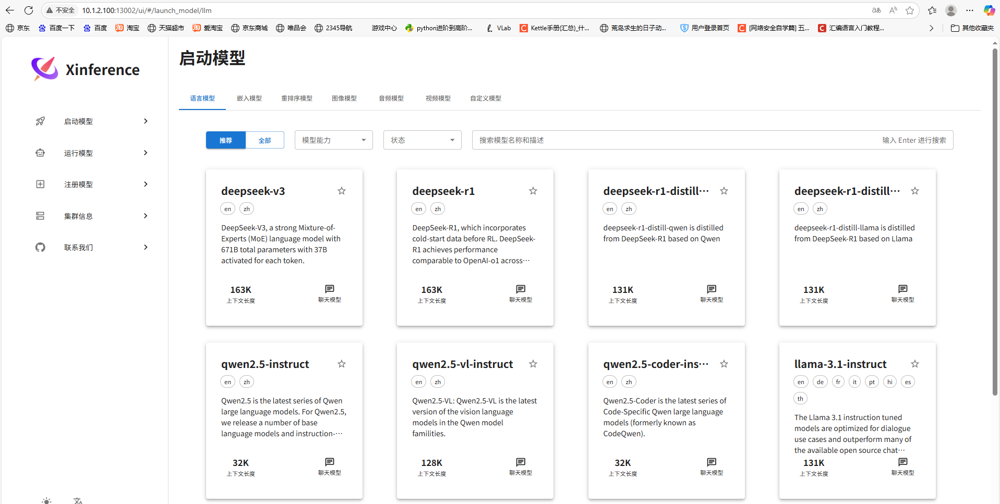 不安全 10.1.2.100:13002/ui/#/launch_model/llm
京东 百度一下 百度 淘宝 天猫超市 爱淘宝 京东商城 唯品会 2345导航 游戏中心 python进阶到高阶... VLab Kettle手册(汇总)_什... 荒岛求生的日子动... 用户登录首页 [网络安全自学篇] 五... 汇编语言入门教程... 其他收藏夹
Xinference
启动模型
运行模型
注册模型
集群信息
联系我们
启动模型
语言模型 嵌入模型 重排序模型 图像模型 音频模型 视频模型 自定义模型
推荐 全部 模型能力 状态 搜索模型名称和描述 输入 Enter 进行搜索
deepseek-v3
en zh
DeepSeek-V3, a strong Mixture-of-
Experts (MoE) language model with
671B total parameters with 37B
activated for each token.
163K
上下文长度
聊天模型
deepseek-r1
en zh
DeepSeek-R1, which incorporates
cold-start data before RL. DeepSeek-
R1 achieves performance
comparable to OpenAI-o1 across…
163K
上下文长度
聊天模型
deepseek-r1-distill…
en zh
deepseek-r1-distill-qwen is distilled
from DeepSeek-R1 based on Qwen
131K
上下文长度
聊天模型
deepseek-r1-distill…
en zh
deepseek-r1-distill-llama is distilled
from DeepSeek-R1 based on Llama
131K
上下文长度
聊天模型
qwen2.5-instruct
en zh
Qwen2.5 is the latest series of Qwen
large language models. For Qwen2.5,
we release a number of base
language models and instruction-…
32K
上下文长度
聊天模型
qwen2.5-vl-instruct
en zh
Qwen2.5-VL: Qwen2.5-VL is the latest
version of the vision language
models in the Qwen model
familities.
128K
上下文长度
聊天模型
qwen2.5-coder-ins…
en zh
Qwen2.5-Coder is the latest series of
Code-Specific Qwen large language
models (formerly known as
CodeQwen).
32K
上下文长度
聊天模型
llama-3.1-instruct
en de fr it pt hi es
th
The Llama 3.1 instruction tuned
models are optimized for dialogue
use cases and outperform many of
the available open source chat…
131K
上下文长度
聊天模型